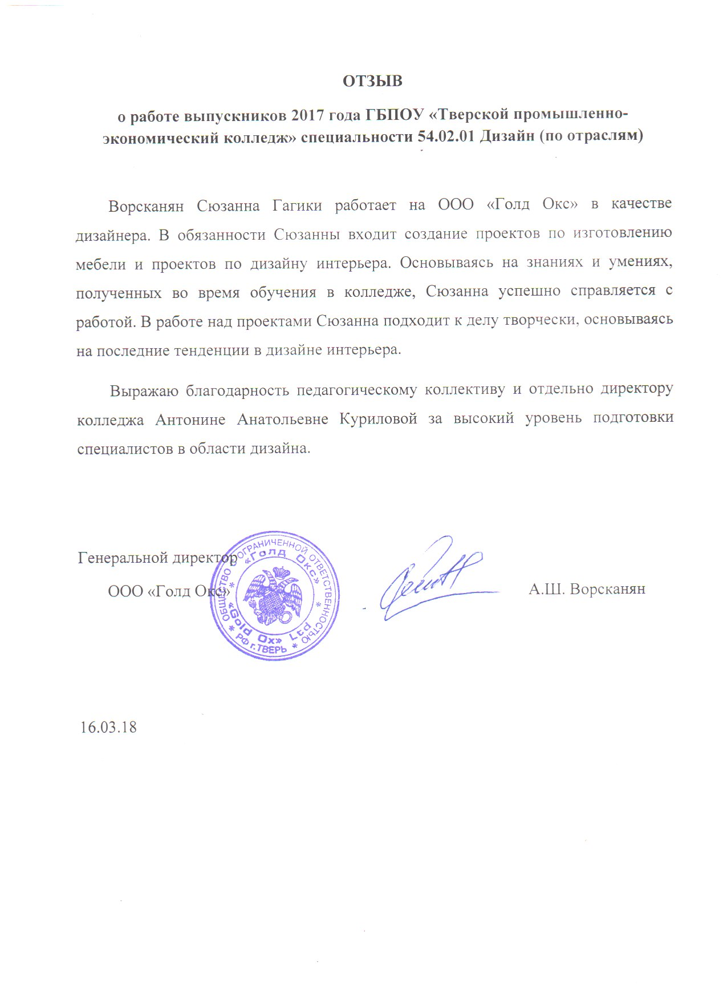 ОТЗЫВ
о работе выпускников 2017 года ГБПОУ «Тверской промышленно-
экономический колледж» специальности 54.02.01 Дизайн (по отраслям)
Ворсканян Сюзанна Гагики работает на ООО «Голд Окс» в качестве
дизайнера. В обязанности Сюзанны входит создание проектов по изготовлению
мебели и проектов по дизайну интерьера. Основываясь на знаниях и умениях,
полученных во время обучения в колледже, Сюзанна успешно справляется с
работой. В работе над проектами Сюзанна подходит к делу творчески, основываясь
на последние тенденции в дизайне интерьера.
Выражаю благодарность педагогическому коллективу и отдельно директору
колледжа Антонине Анатольевне Куриловой за высокий уровень подготовки
специалистов в области дизайна.
Генеральной директор
ООО «Голд Окс»
А.Ш. Ворсканян
ОБЩЕСТВО С ОГРАНИЧЕННОЙ ОТВЕТСТВЕННОСТЬЮ
* РФ г.ТВЕРЬ *
* «Голд Окс» *
«Gold Ox» Ltd
16.03.18